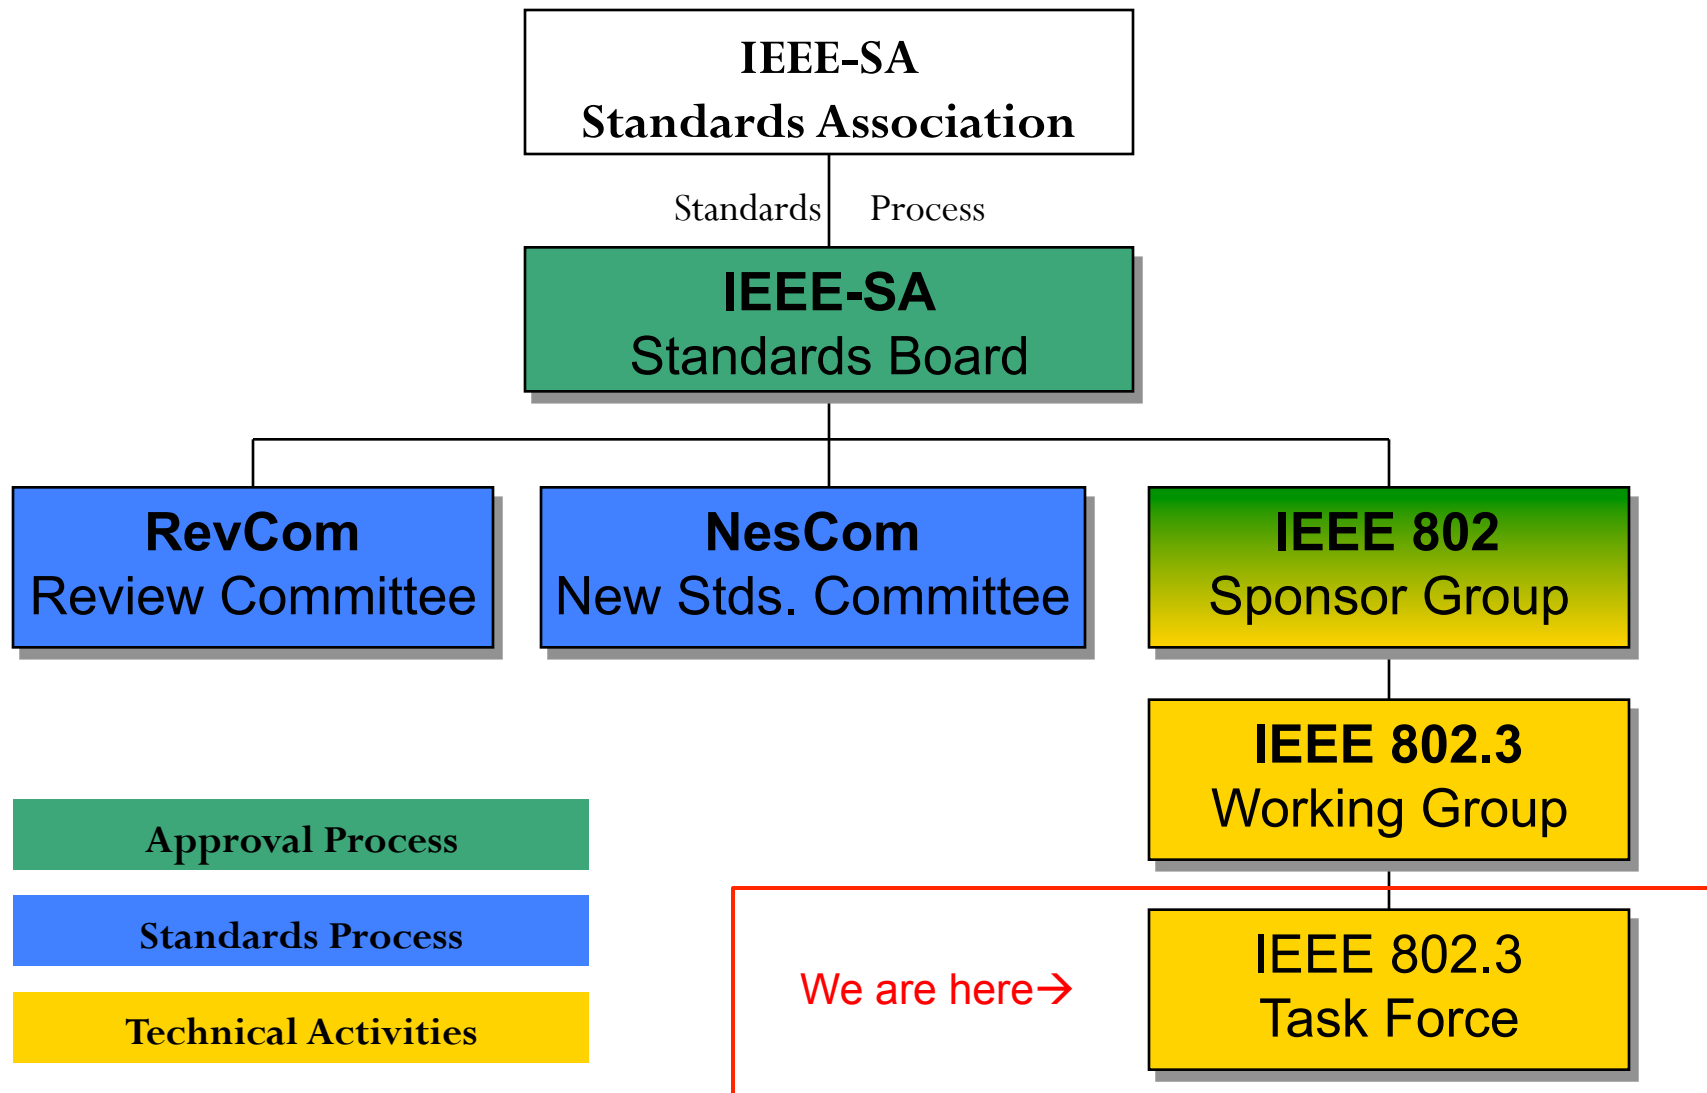 IEEE-SA
Standards Association
Standards Process
IEEE-SA
Standards Board
RevCom
Review Committee
NesCom
New Stds. Committee
IEEE 802
Sponsor Group
IEEE 802.3
Working Group
Approval Process
Standards Process
Technical Activities
We are here→
IEEE 802.3
Task Force